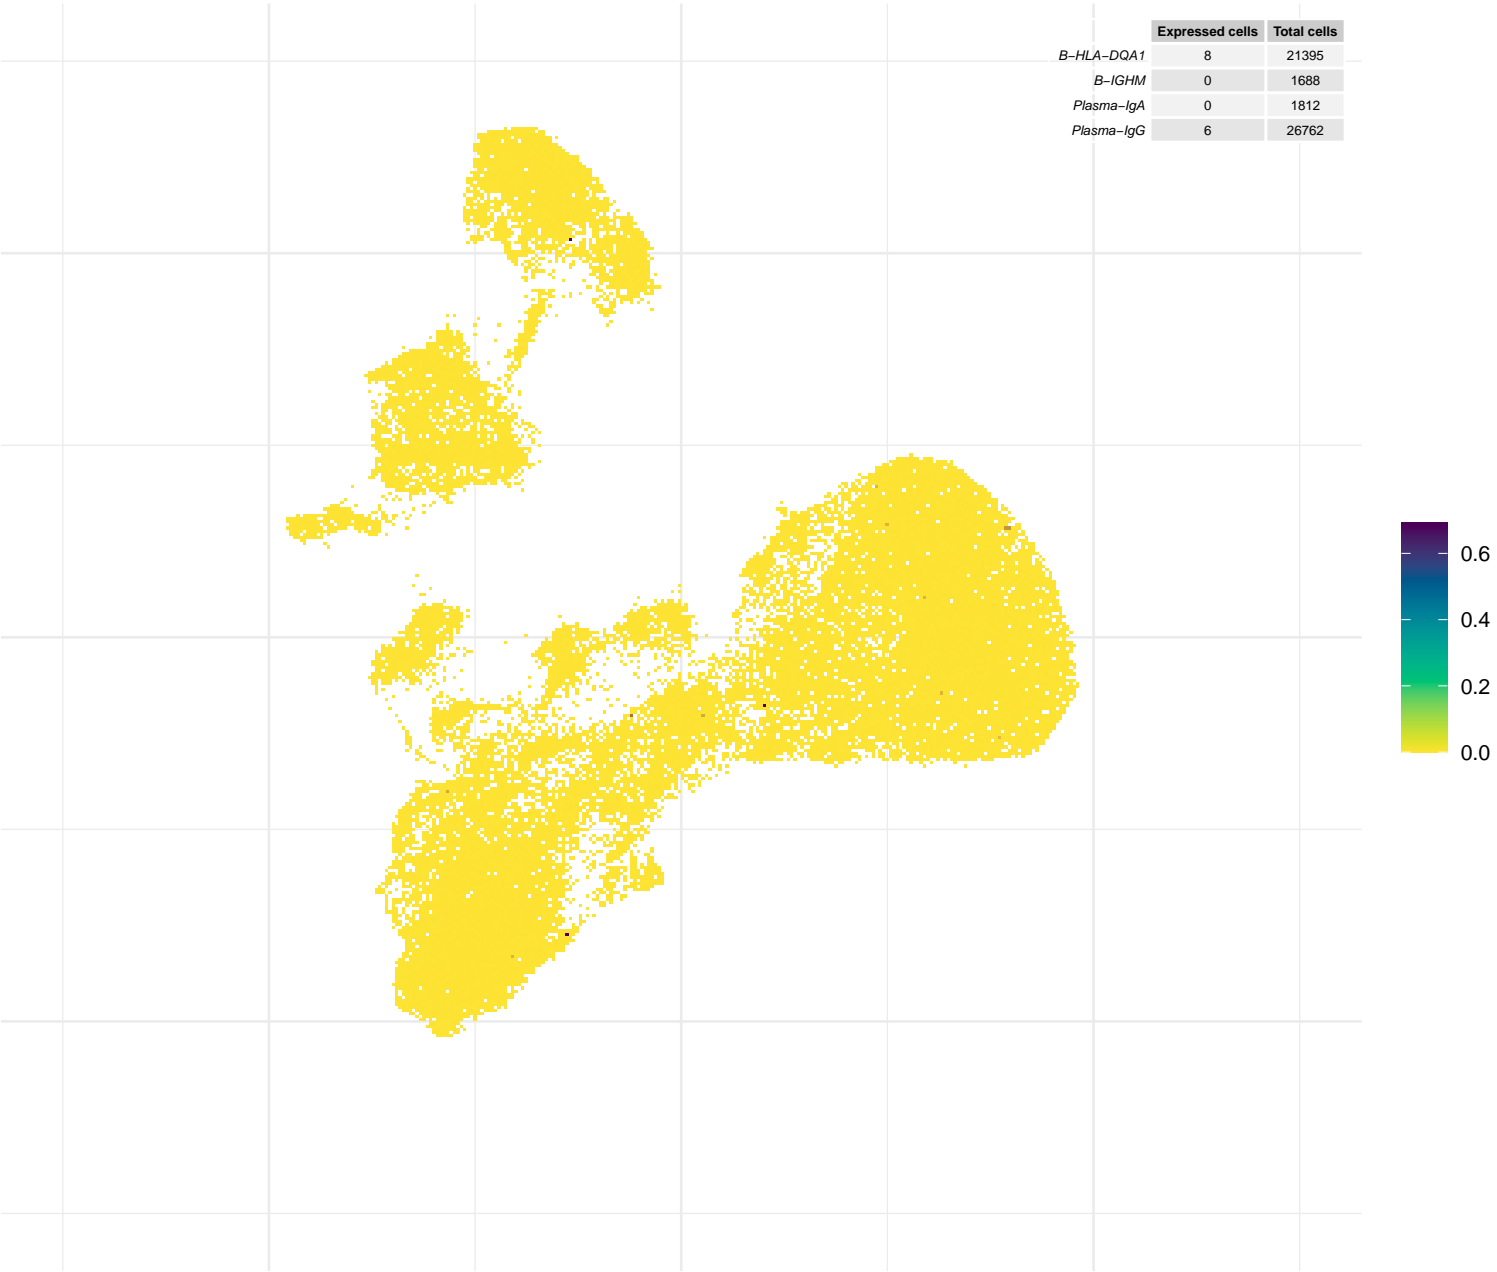 Expressed cells Total cells
B−HLA−DQA1 8 21395
B−IGHM 0 1688
Plasma−IgA 0 1812
Plasma−IgG 6 26762
0.6
0.4
0.2
0.0